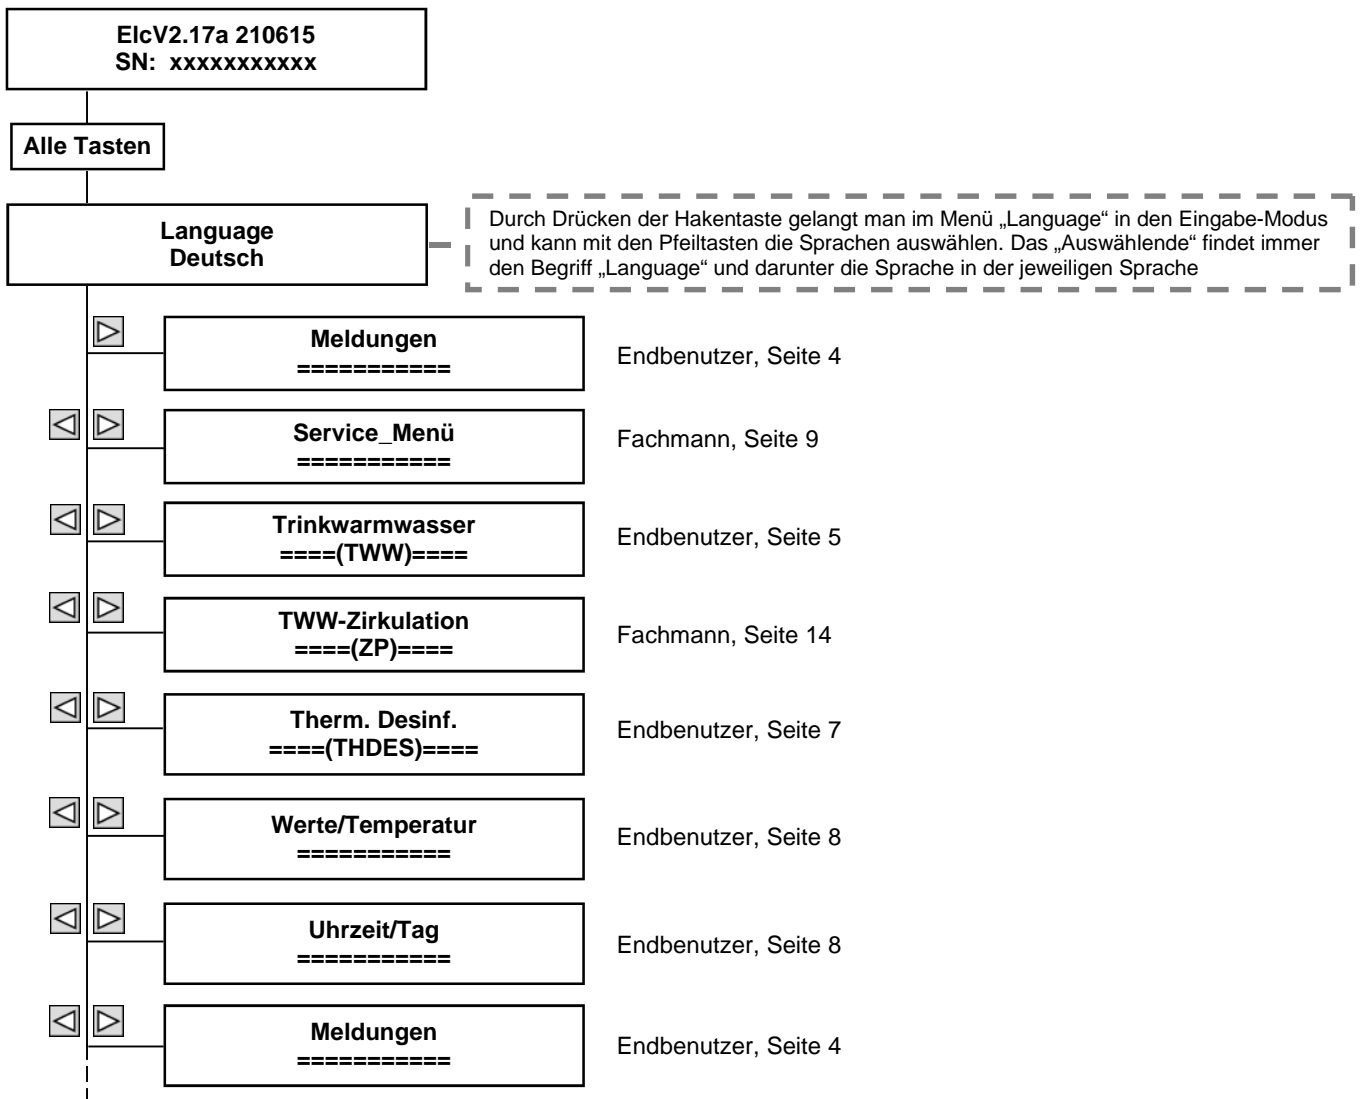 ElcV2.17a 210615
SN: xxxxxxxxxxx
Alle Tasten
Language
Deutsch
Durch Drücken der Hakentaste gelangt man im Menü „Language“ in den Eingabe-Modus
und kann mit den Pfeiltasten die Sprachen auswählen. Das „Auswählende“ findet immer
den Begriff „Language“ und darunter die Sprache in der jeweiligen Sprache
Meldungen
===========
Endbenutzer, Seite 4
Service_Menü
===========
Fachmann, Seite 9
Trinkwarmwasser
====(TWW)====
Endbenutzer, Seite 5
TWW-Zirkulation
====(ZP)====
Fachmann, Seite 14
Therm. Desinf.
====(THDES)====
Endbenutzer, Seite 7
Werte/Temperatur
===========
Endbenutzer, Seite 8
Uhrzeit/Tag
===========
Endbenutzer, Seite 8
Meldungen
===========
Endbenutzer, Seite 4